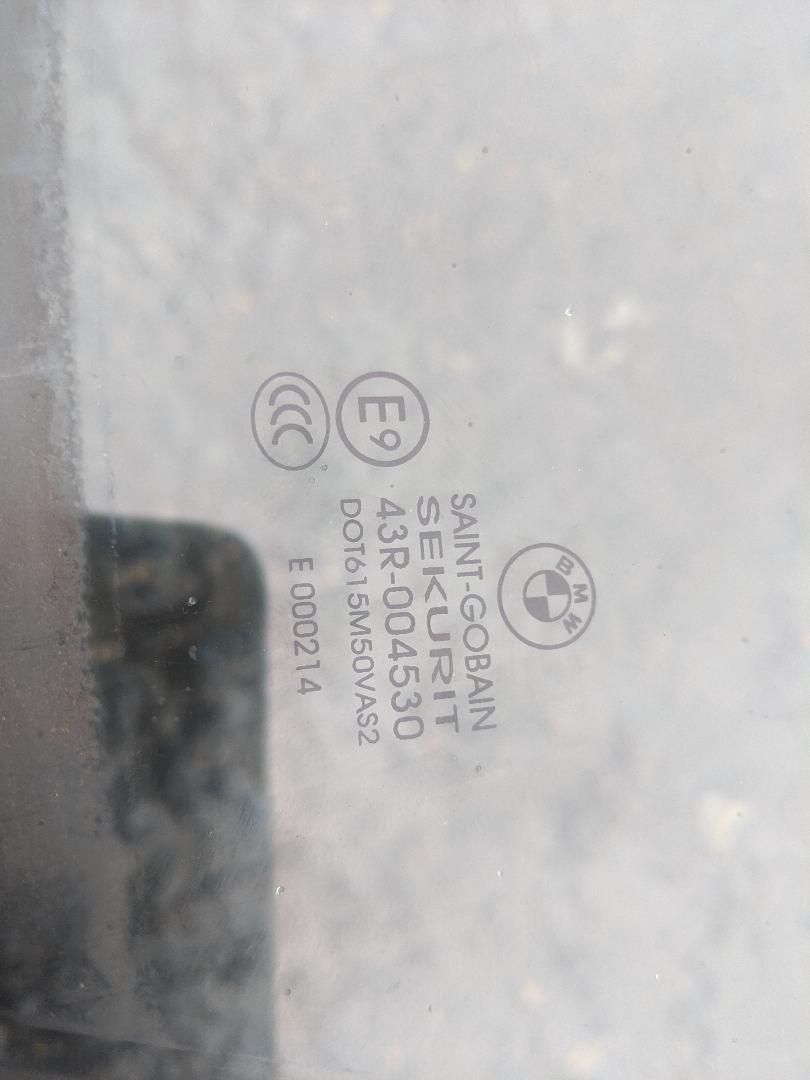 BMW
SAINT-GOBAIN
SEKURIT
E9 43R-004530
DOT615M50VAS2
CCC E 000214